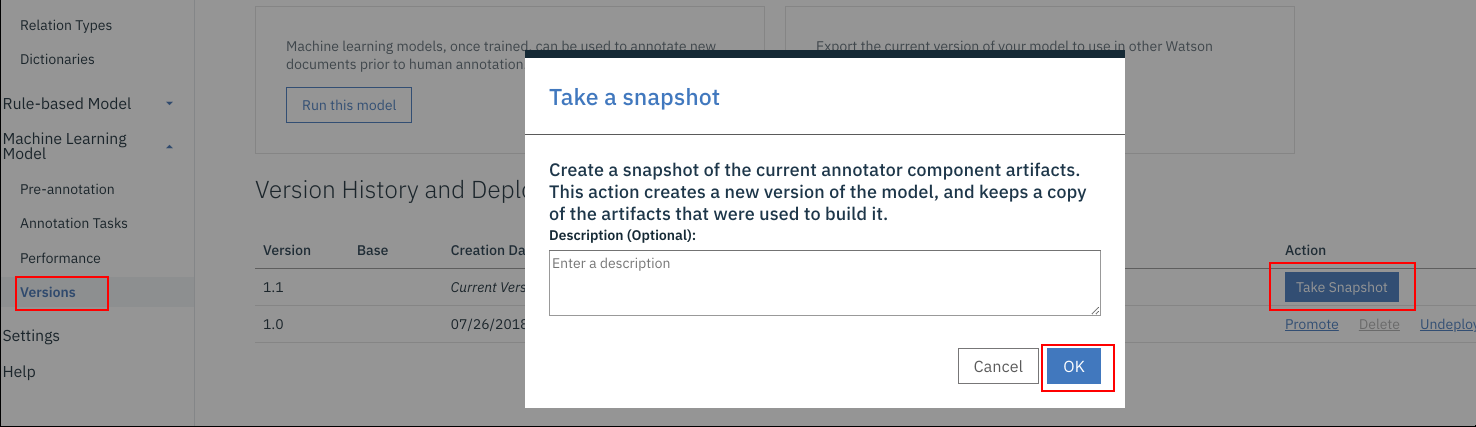 Relation Types
Dictionaries
Rule-based Model
Machine Learning
Model
Pre-annotation
Annotation Tasks
Performance
Versions
Settings
Help
Machine learning models, once trained, can be used to annotate new
documents prior to human annotation
Run this model
Export the current version of your model to use in other Watson
Version History and Deplo
Version Base Creation Da Action
1.1 Current Vers Take Snapshot
1.0 07/26/2018 Promote Delete Undeploy
Take a snapshot
Create a snapshot of the current annotator component artifacts.
This action creates a new version of the model, and keeps a copy
of the artifacts that were used to build it.
Description (Optional):
Enter a description
Cancel OK